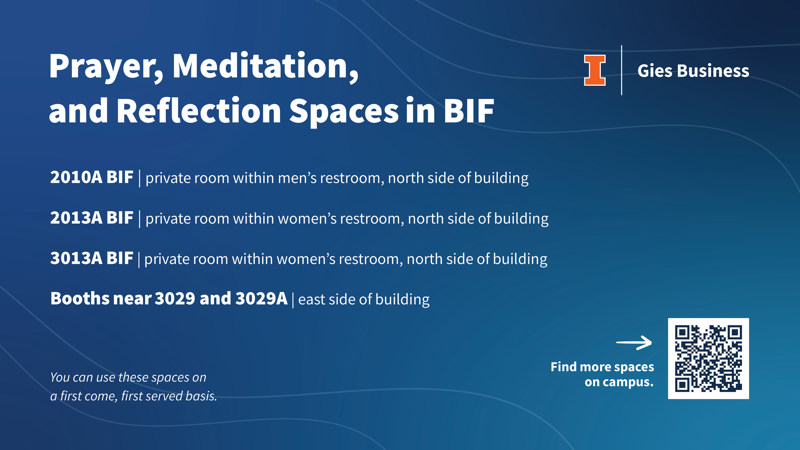 Prayer, Meditation,
and Reflection Spaces in BIF
I
Gies Business
2010A BIF | private room within men’s restroom, north side of building
2013A BIF | private room within women’s restroom, north side of building
3013A BIF | private room within women’s restroom, north side of building
Booths near 3029 and 3029A | east side of building
You can use these spaces on
a first come, first served basis.
Find more spaces
on campus.